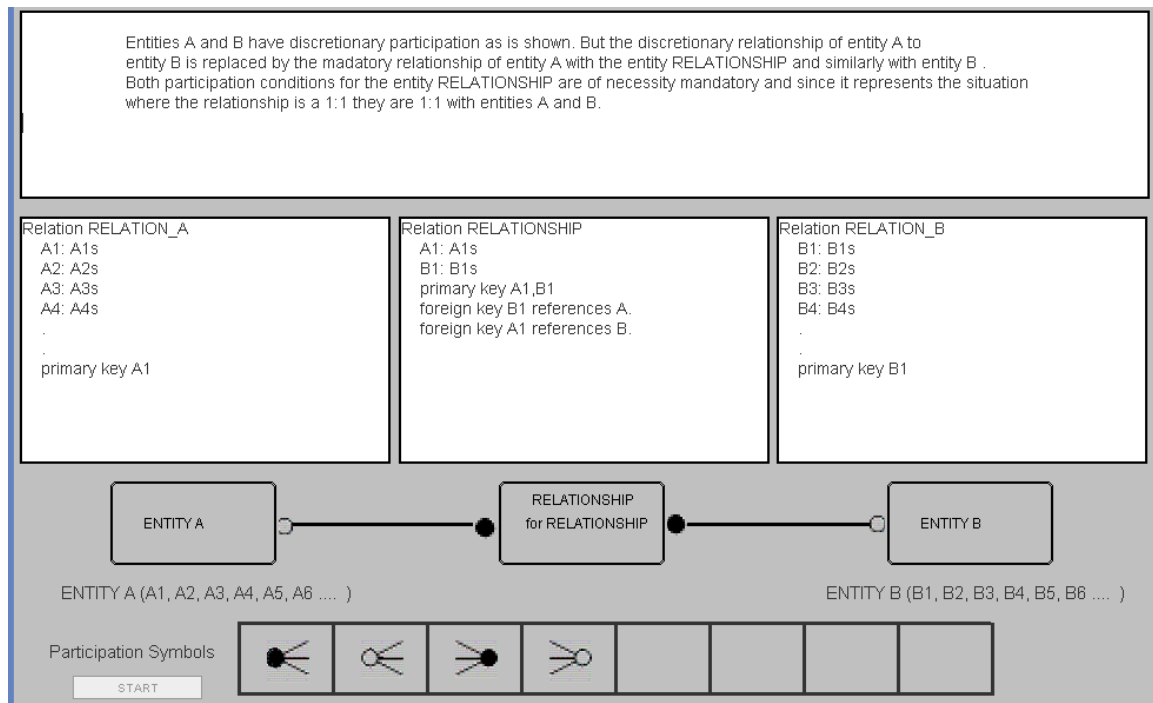 Entities A and B have discretionary participation as is shown. But the discretionary relationship of entity A to
entity B is replaced by the madatory relationship of entity A with the entity RELATIONSHIP and similarly with entity B .
Both participation conditions for the entity RELATIONSHIP are of necessity mandatory and since it represents the situation
where the relationship is a 1:1 they are 1:1 with entities A and B.
Relation RELATION_A
A1: A1s
A2: A2s
A3: A3s
A4: A4s
.
.
primary key A1
Relation RELATIONSHIP
A1: A1s
B1: B1s
primary key A1,B1
foreign key B1 references A.
foreign key A1 references B.
Relation RELATION_B
B1: B1s
B2: B2s
B3: B3s
B4: B4s
.
.
primary key B1
ENTITY A
RELATIONSHIP
for RELATIONSHIP
ENTITY B
ENTITY A (A1, A2, A3, A4, A5, A6 .... )
ENTITY B (B1, B2, B3, B4, B5, B6 .... )
Participation Symbols
START